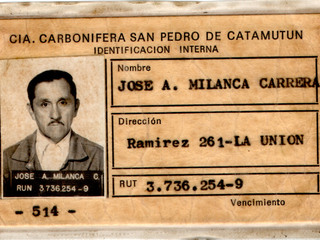 CIA. CARBONIFERA SAN PEDRO DE CATAMUTUN
IDENTIFICACION INTERNA
Nombre
JOSE A. MILANCA CARRERA
Dirección
Ramirez 261-LA UNION
JOSE A. MILANCA C.
RUN 3.736.254-9
RUT 3.736.254-9
- 514 -
Vencimiento